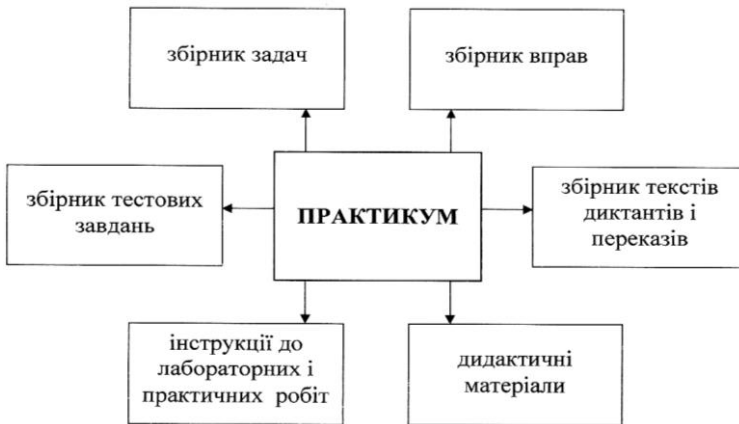 збірник задач
збірник вправ
збірник тестових
завдань
ПРАКТИКУМ
збірник текстів
диктантів і
переказів
інструкції до
лабораторних і
практичних робіт
дидактичні
матеріали